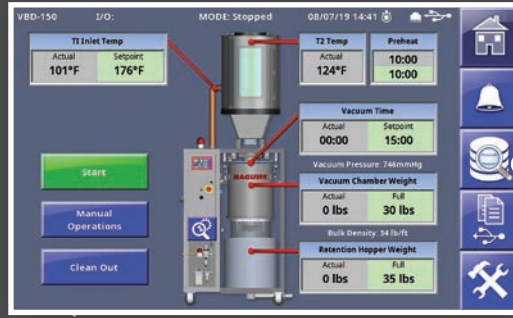 VBD-150 I/O: MODE: Stopped 08/07/19 14:41
T1 Inlet Temp
Actual Setpoint
101°F 176°F
T2 Temp
Actual
124°F
Preheat
10:00
10:00
Vacuum Time
Actual Setpoint
00:00 15:00
Vacuum Pressure: 746mmHg
Vacuum Chamber Weight
Actual Full
0 lbs 30 lbs
Bulk Density: 34 lb/ft
Retention Hopper Weight
Actual Full
0 lbs 35 lbs
Start
Manual
Operations
Clean Out
MAGUIRE